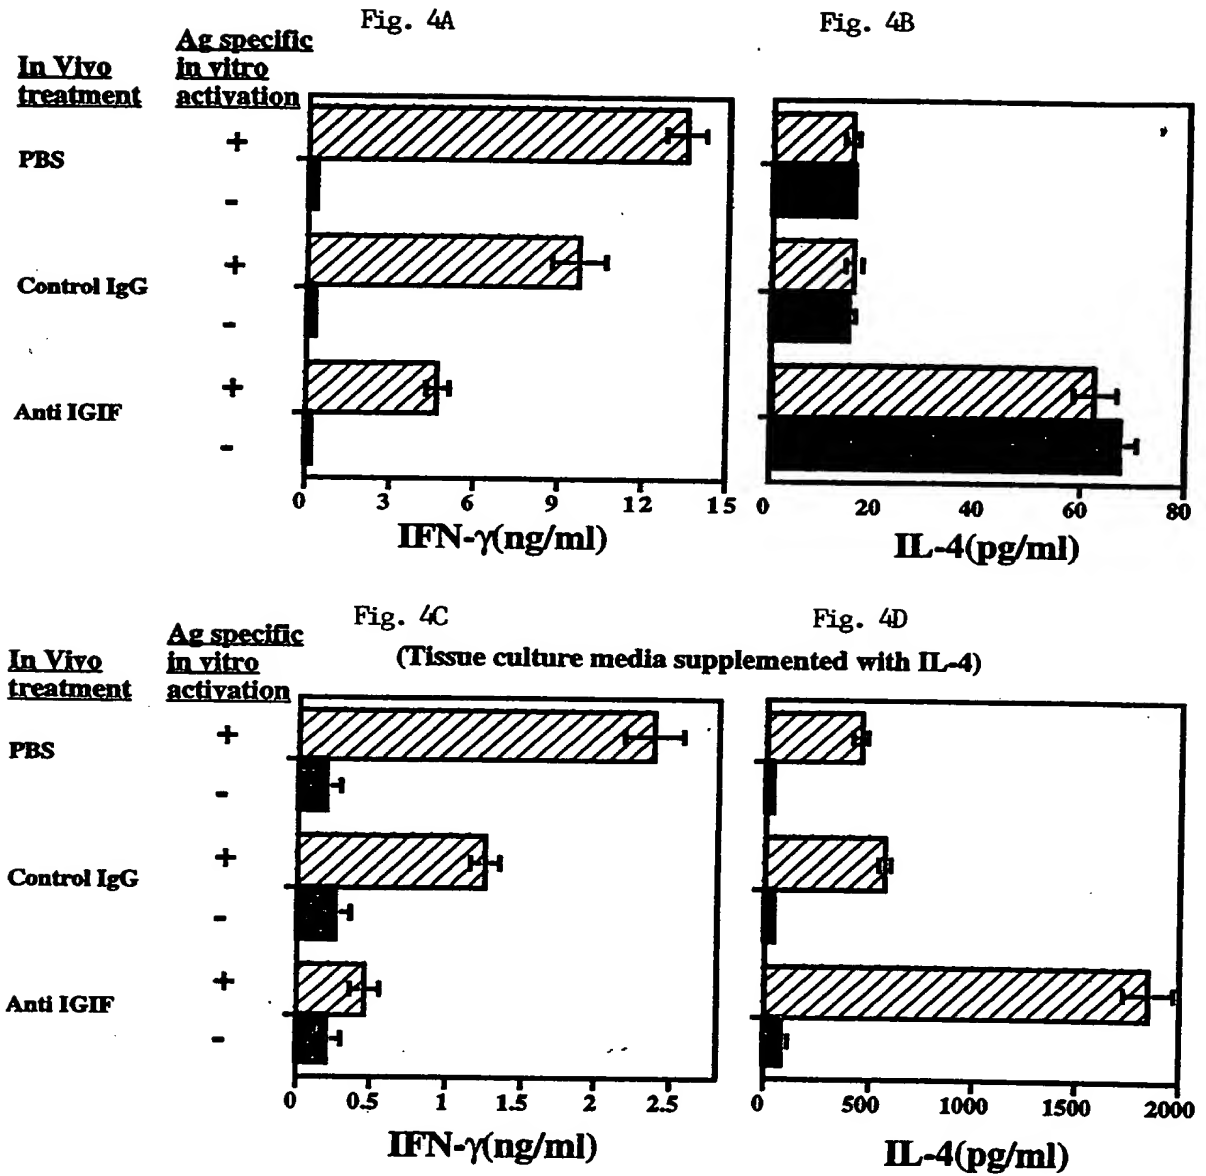 Fig. 4A
Fig. 4B
In Vivo
treatment
Ag specific
in vitro
activation
PBS
+
-
Control IgG
+
-
Anti IGIF
+
-
0 3 6 9 12 15
IFN-γ(ng/ml)
0 20 40 60 80
IL-4(pg/ml)
Fig. 4C
Fig. 4D
(Tissue culture media supplemented with IL-4)
In Vivo
treatment
Ag specific
in vitro
activation
PBS
+
-
Control IgG
+
-
Anti IGIF
+
-
0 0.5 1 1.5 2 2.5
IFN-γ(ng/ml)
0 500 1000 1500 2000
IL-4(pg/ml)